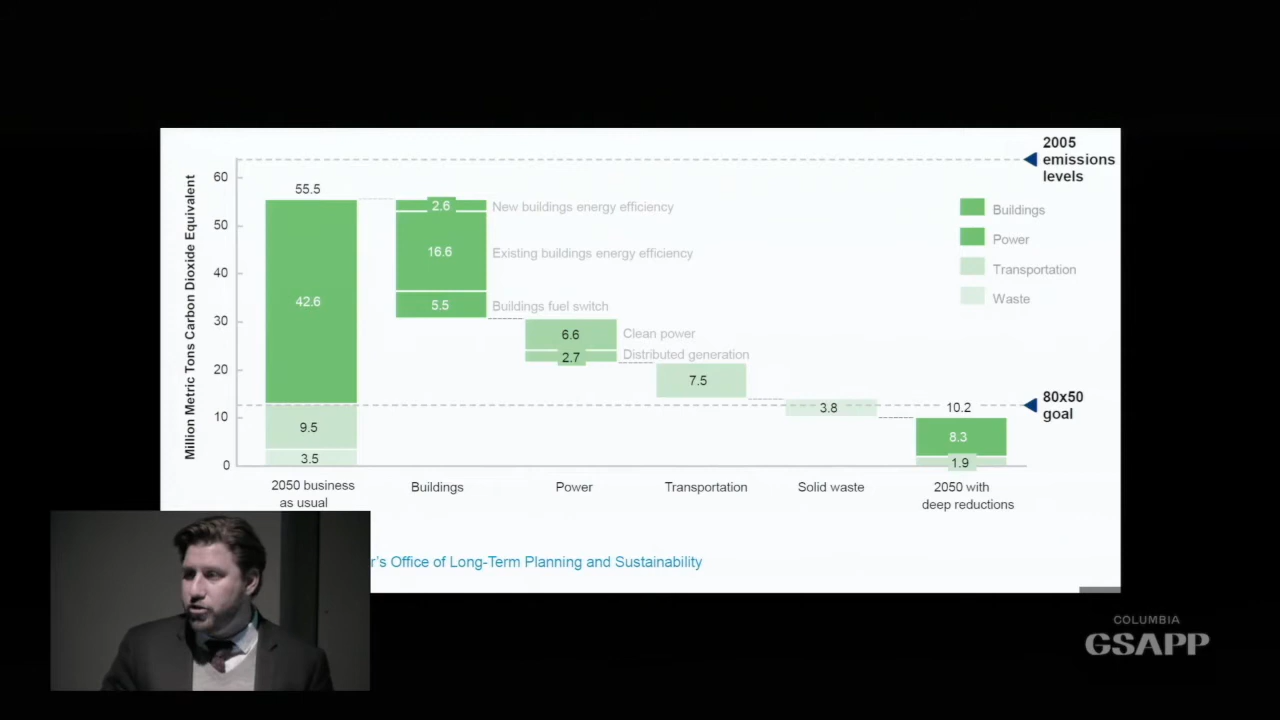 2005
emissions
levels
Million Metric Tons Carbon Dioxide Equivalent
60
50
40
30
20
10
0
55.5
42.6
9.5
3.5
2.6
New buildings energy efficiency
16.6
Existing buildings energy efficiency
5.5
Buildings fuel switch
6.6
Clean power
2.7
Distributed generation
7.5
3.8
10.2
8.3
1.9
Buildings
Power
Transportation
Waste
80x50
goal
2050 business
as usual
Buildings
Power
Transportation
Solid waste
2050 with
deep reductions
Office of Long-Term Planning and Sustainability
COLUMBIA
GSAPP